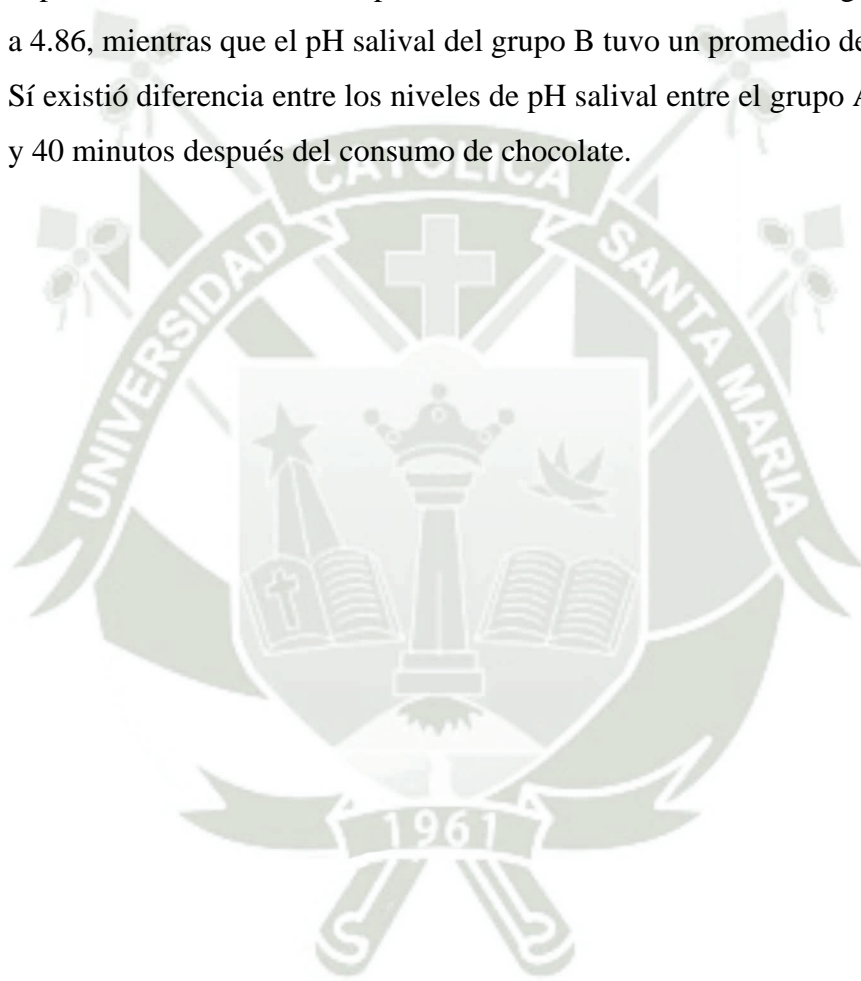 a 4.86, mientras que el pH salival del grupo B tuvo un promedio de
Sí existió diferencia entre los niveles de pH salival entre el grupo
y 40 minutos después del consumo de chocolate.
UNIVERSIDAD CATOLICA SANTA MARIA
1961